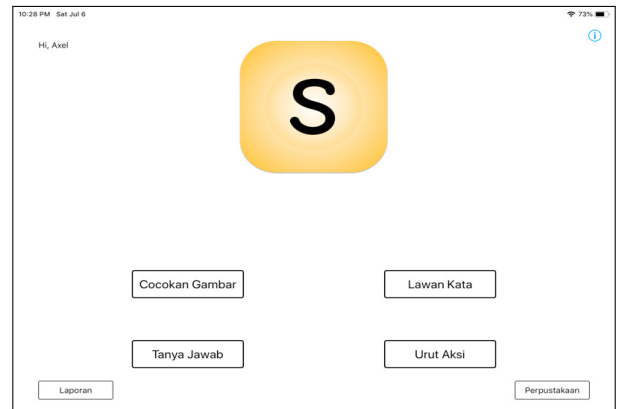 10:28 PM Sat Jul 6
73%
Hi, Axel
S
Cocokan Gambar
Lawan Kata
Tanya Jawab
Urut Aksi
Laporan
Perpustakaan